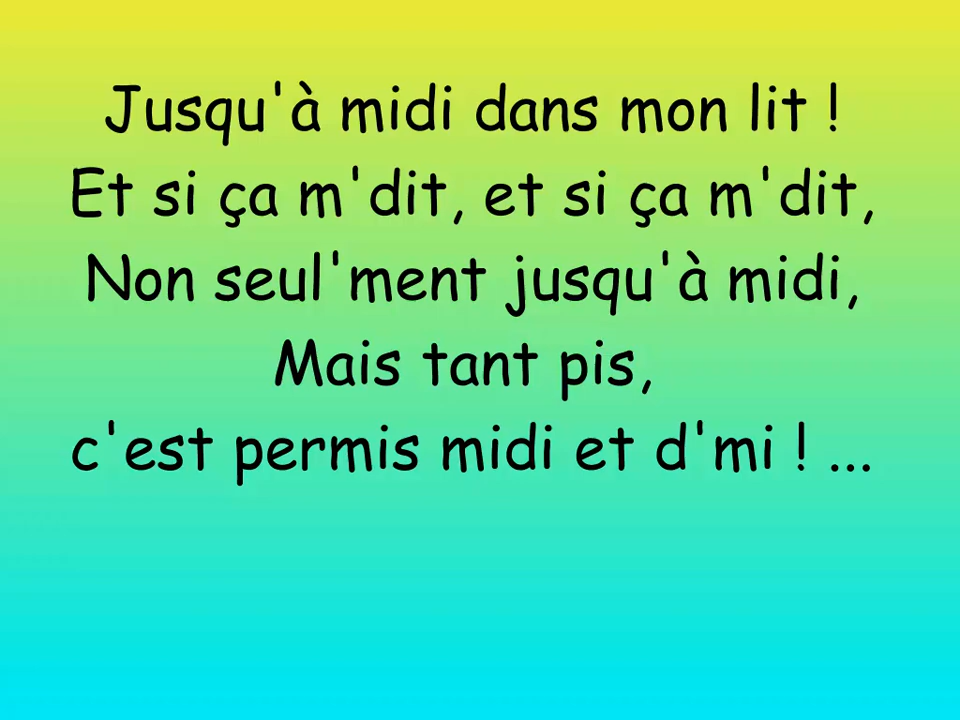 Jusqu'à midi dans mon lit !
Et si ça m'dit, et si ça m'dit,
Non seul'ment jusqu'à midi,
Mais tant pis,
c'est permis midi et d'mi ! ...